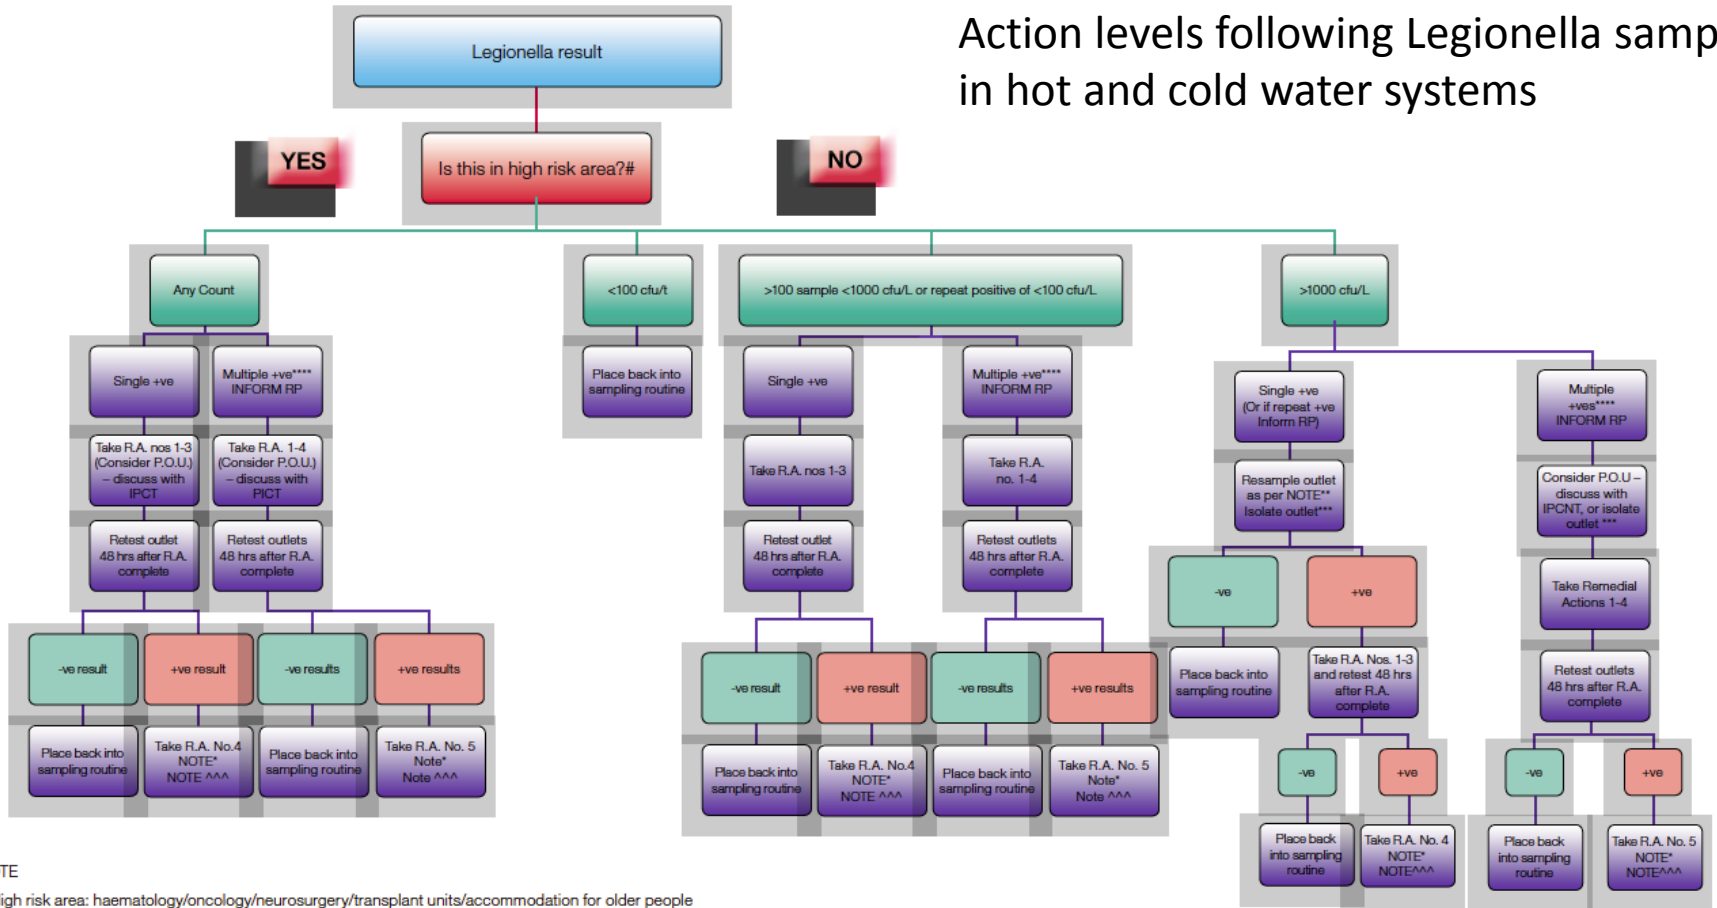 Action levels following Legionella samp
in hot and cold water systems
Legionella result
YES
Is this in high risk area?#
NO
Any Count
<100 cfu/t
>100 sample <1000 cfu/L or repeat positive of <100 cfu/L
>1000 cfu/L
Single +ve
Multiple +ve****
INFORM RP
Place back into
sampling routine
Single +ve
Multiple +ve****
INFORM RP
Single +ve
(Or if repeat +ve
Inform RP)
Multiple
+ves****
INFORM RP
Take R.A. nos 1-3
(Consider P.O.U.)
– discuss with
IPCT
Take R.A. 1-4
(Consider P.O.U.)
– discuss with
PICT
Take R.A. nos 1-3
Take R.A.
no. 1-4
Resample outlet
as per NOTE**
Isolate outlet***
Consider P.O.U –
discuss with
IPCNT, or isolate
outlet ***
Retest outlet
48 hrs after R.A.
complete
Retest outlets
48 hrs after R.A.
complete
Retest outlet
48 hrs after R.A.
complete
Retest outlets
48 hrs after R.A.
complete
-ve
+ve
Take Remedial
Actions 1-4
-ve result
+ve result
-ve results
+ve results
-ve result
+ve result
-ve results
+ve results
Place back into
sampling routine
Take R.A. Nos. 1-3
and retest 48 hrs
after R.A.
complete
Retest outlets
48 hrs after R.A.
complete
Place back into
sampling routine
Take R.A. No.4
NOTE*
NOTE ^^^
Place back into
sampling routine
Take R.A. No. 5
Note*
Note ^^^
Place back into
sampling routine
Take R.A. No.4
NOTE*
NOTE ^^^
Place back into
sampling routine
Take R.A. No. 5
Note*
Note ^^^
-ve
+ve
-ve
+ve
Place back
into sampling
routine
Take R.A. No. 4
NOTE*
NOTE^^^
Place back
into sampling
routine
Take R.A. No. 5
NOTE*
NOTE^^^
TE
igh risk area: haematology/oncology/neurosurgery/transplant units/accommodation for older people